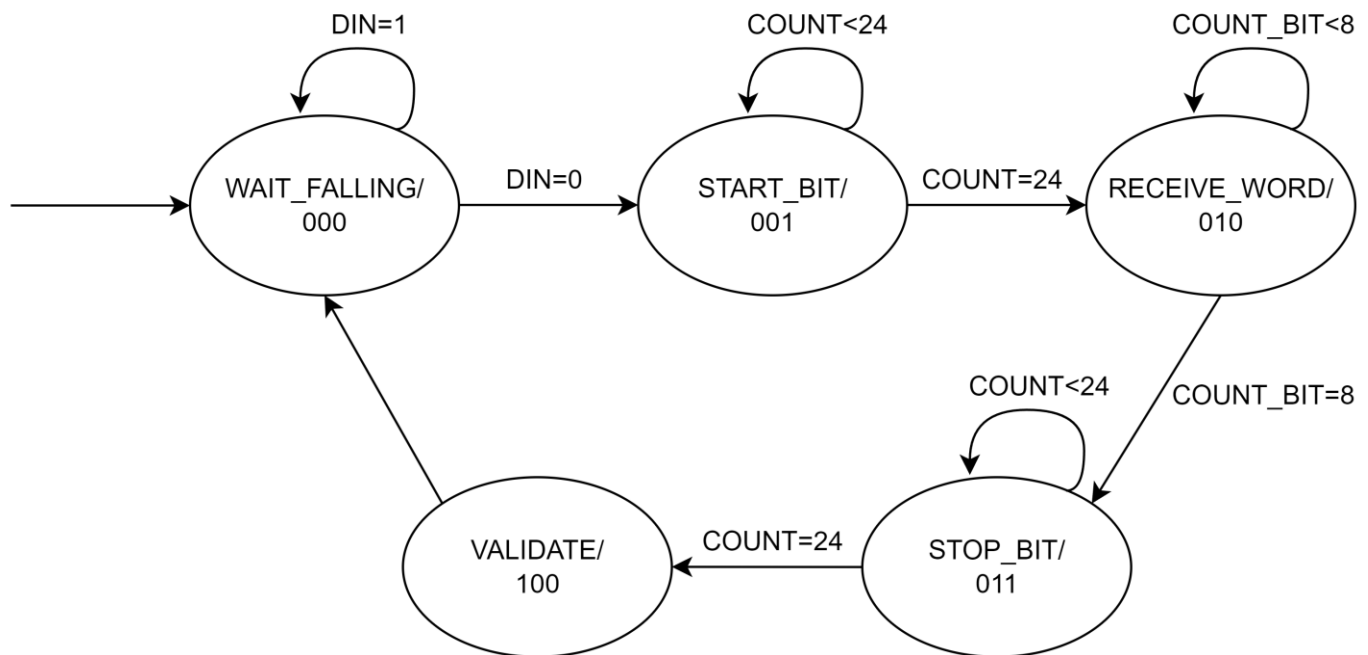 DIN=1
COUNT<24
COUNT_BIT<8
WAIT_FALLING/
000
DIN=0
START_BIT/
001
COUNT=24
RECEIVE_WORD/
010
COUNT<24
COUNT_BIT=8
VALIDATE/
100
COUNT=24
STOP_BIT/
011